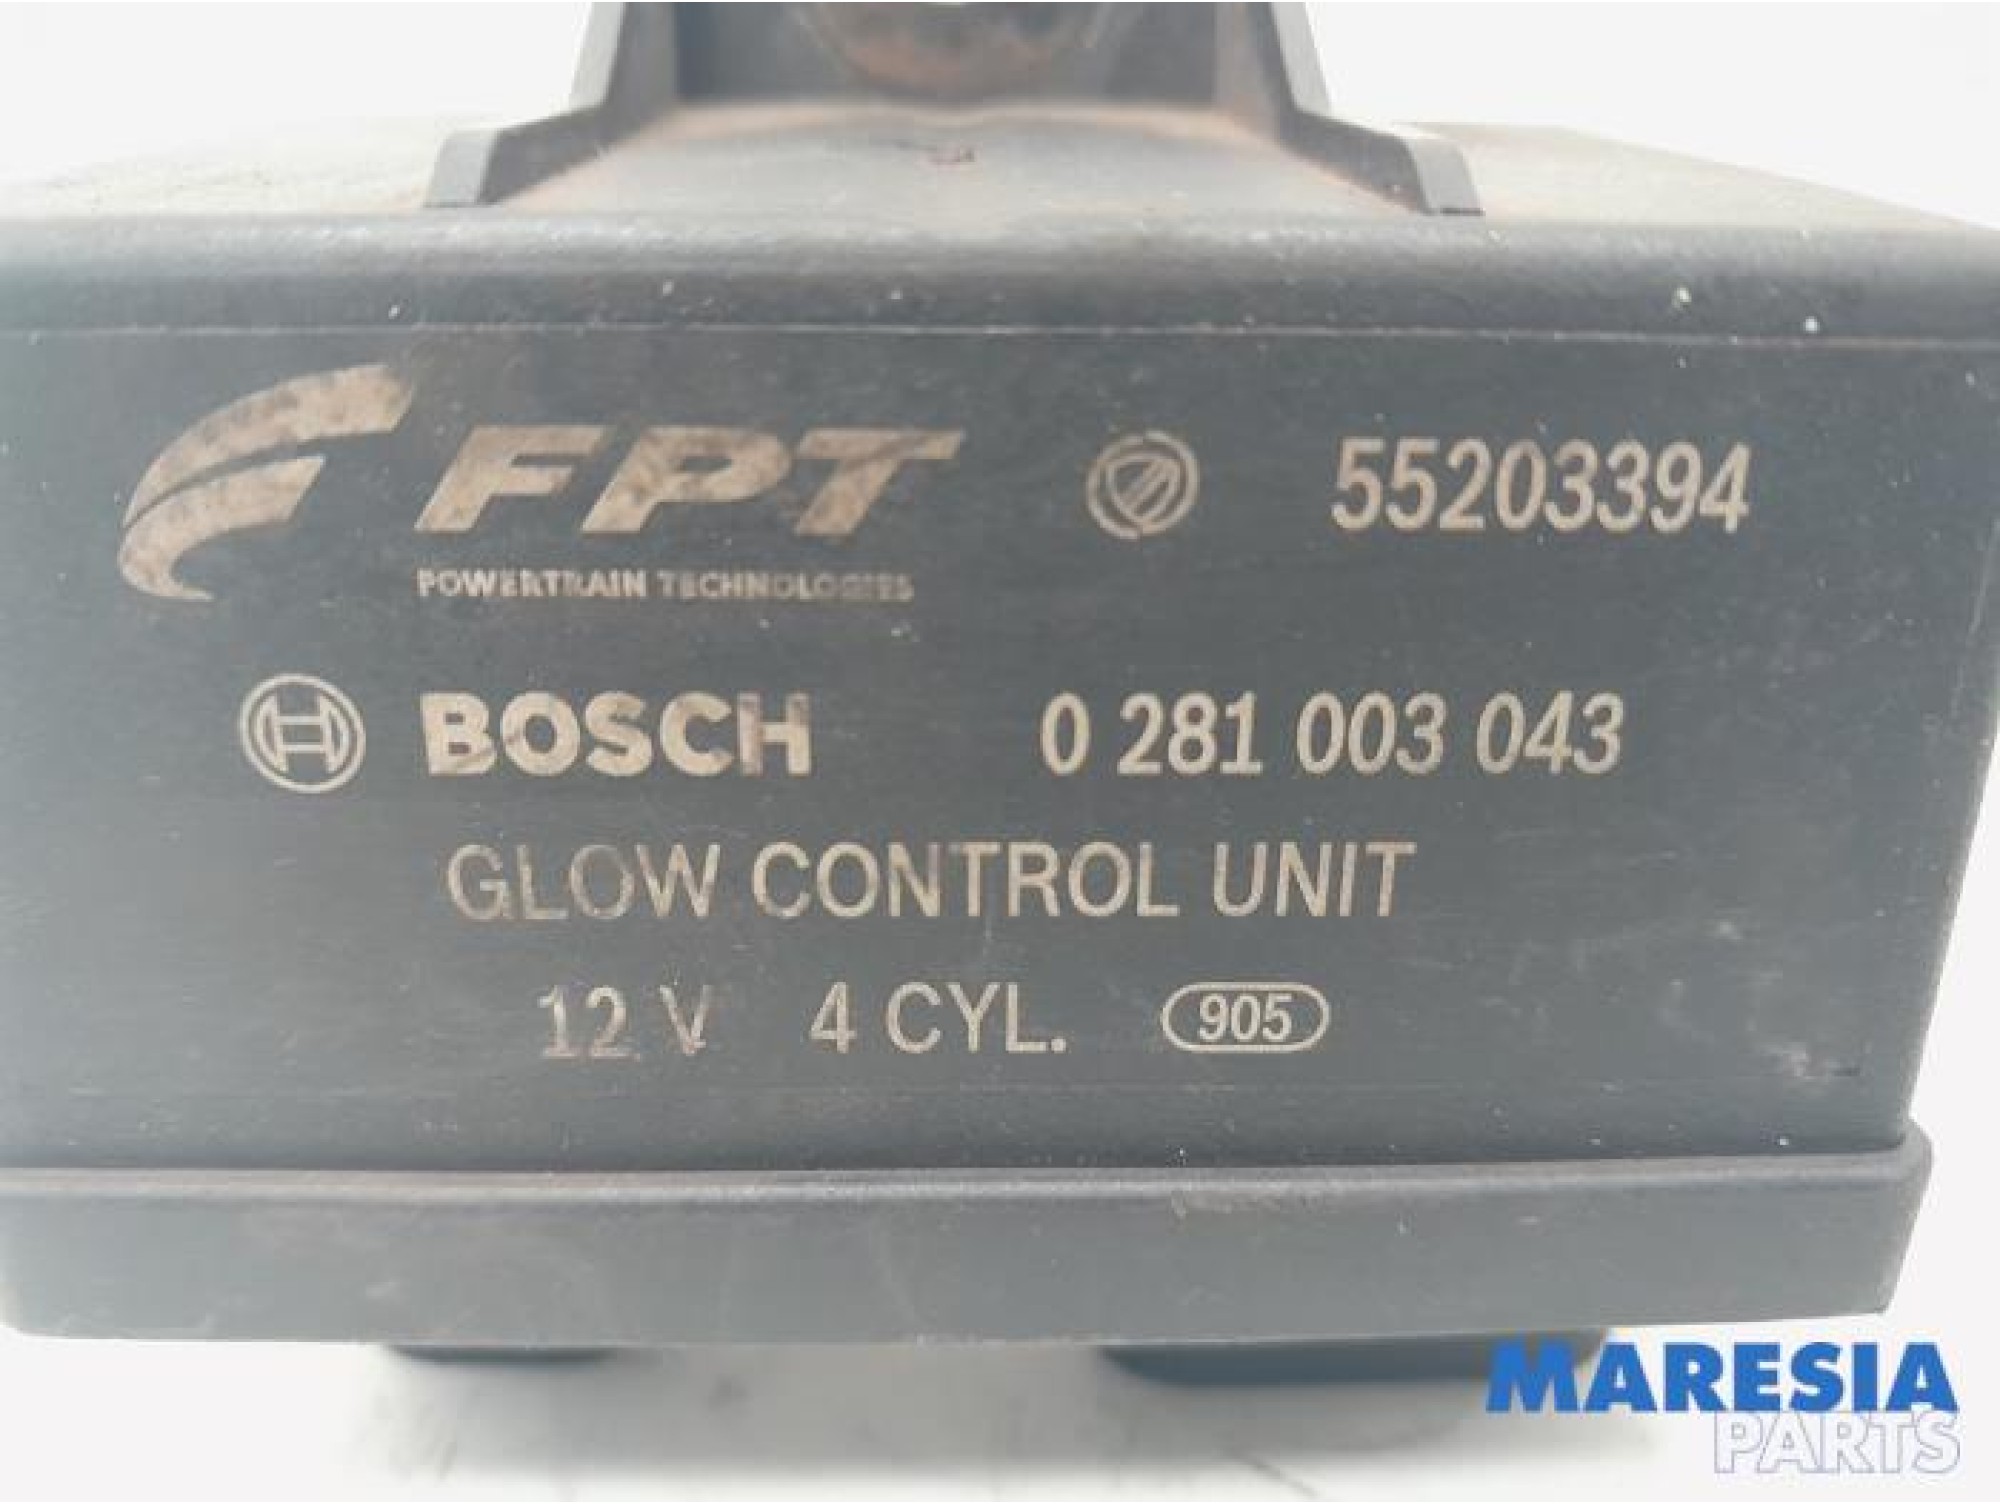 FPT 55203394
POWERTRAIN TECHNOLOGIES
BOSCH 0 281 003 043
GLOW CONTROL UNIT
12 V 4 CYL. 905
MARESIA
PARTS